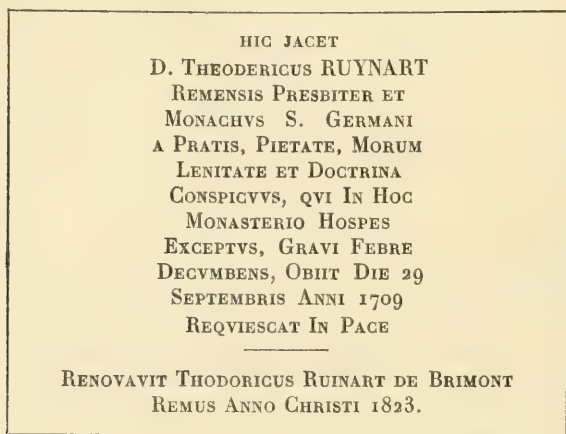 HIC JACET
D. THEODERICUS RUYNART
REMENSIS PRESBITER ET
MONACHVS S. GERMANI
A PRATIS, PIETATE, MORUM
LENITATE ET DOCTRINA
CONSPICVVS, QVI IN HOC
MONASTERIO HOSPES
EXCEPTVS, GRAVI FEBRE
DECVMBENS, OBIIT DIE 29
SEPTEMBRIS ANNI 1709
REQVIESCAT IN PACE
RENOVAVIT THODORICUS RUINART DE BRIMONT
REMUS ANNO CHRISTI 1823.